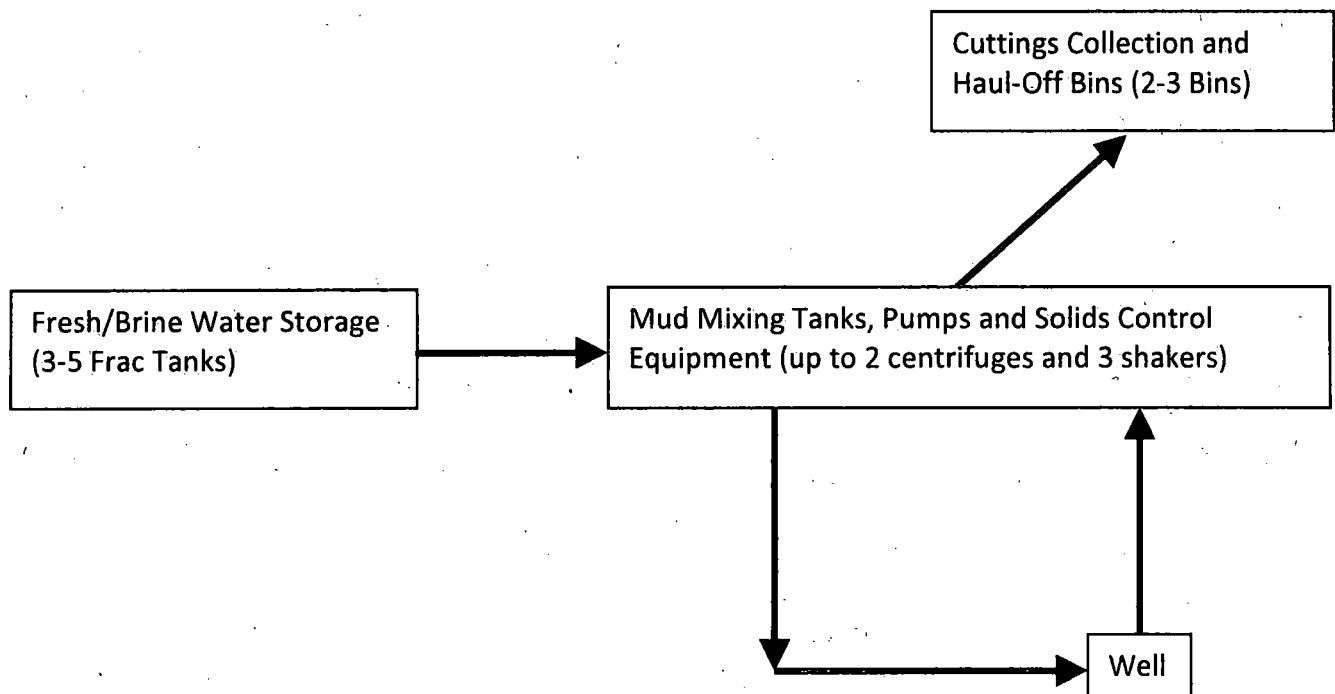 Cuttings Collection and
Haul-Off Bins (2-3 Bins)
Fresh/Brine Water Storage
(3-5 Frac Tanks)
Mud Mixing Tanks, Pumps and Solids Control
Equipment (up to 2 centrifuges and 3 shakers)
Well